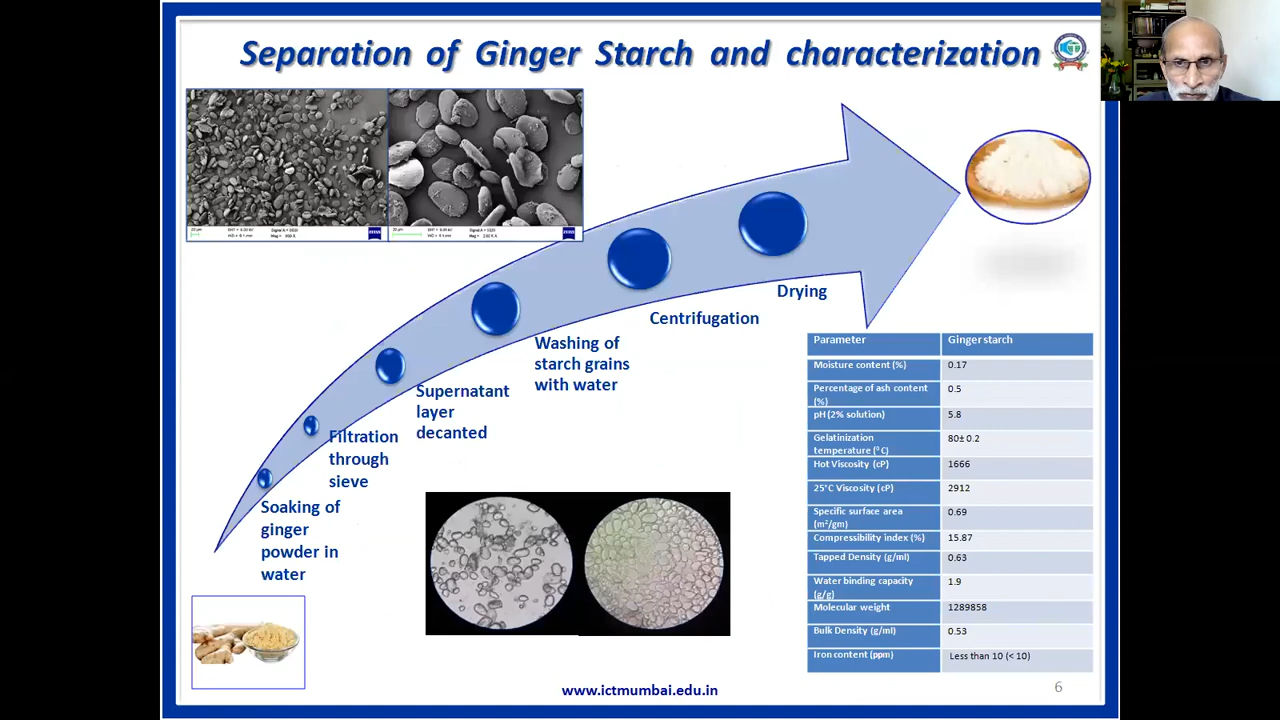 Separation of Ginger Starch and characterization
ZEISS
ZEISS
Drying
Centrifugation
Washing of
starch grains
with water
Supernatant
layer
decanted
Filtration
through
sieve
Soaking of
ginger
powder in
water
Parameter Ginger starch
Moisture content (%) 0.17
Percentage of ash content
(%) 0.5
pH (2% solution) 5.8
Gelatinization
temperature (°C) 80± 0.2
Hot Viscosity (cP) 1666
25°C Viscosity (cP) 2912
Specific surface area
(m²/gm) 0.69
Compressibility index (%) 15.87
Tapped Density (g/ml) 0.63
Water binding capacity
(g/g) 1.9
Molecular weight 1289858
Bulk Density (g/ml) 0.53
Iron content (ppm) Less than 10 (< 10)
www.ictmumbai.edu.in
6